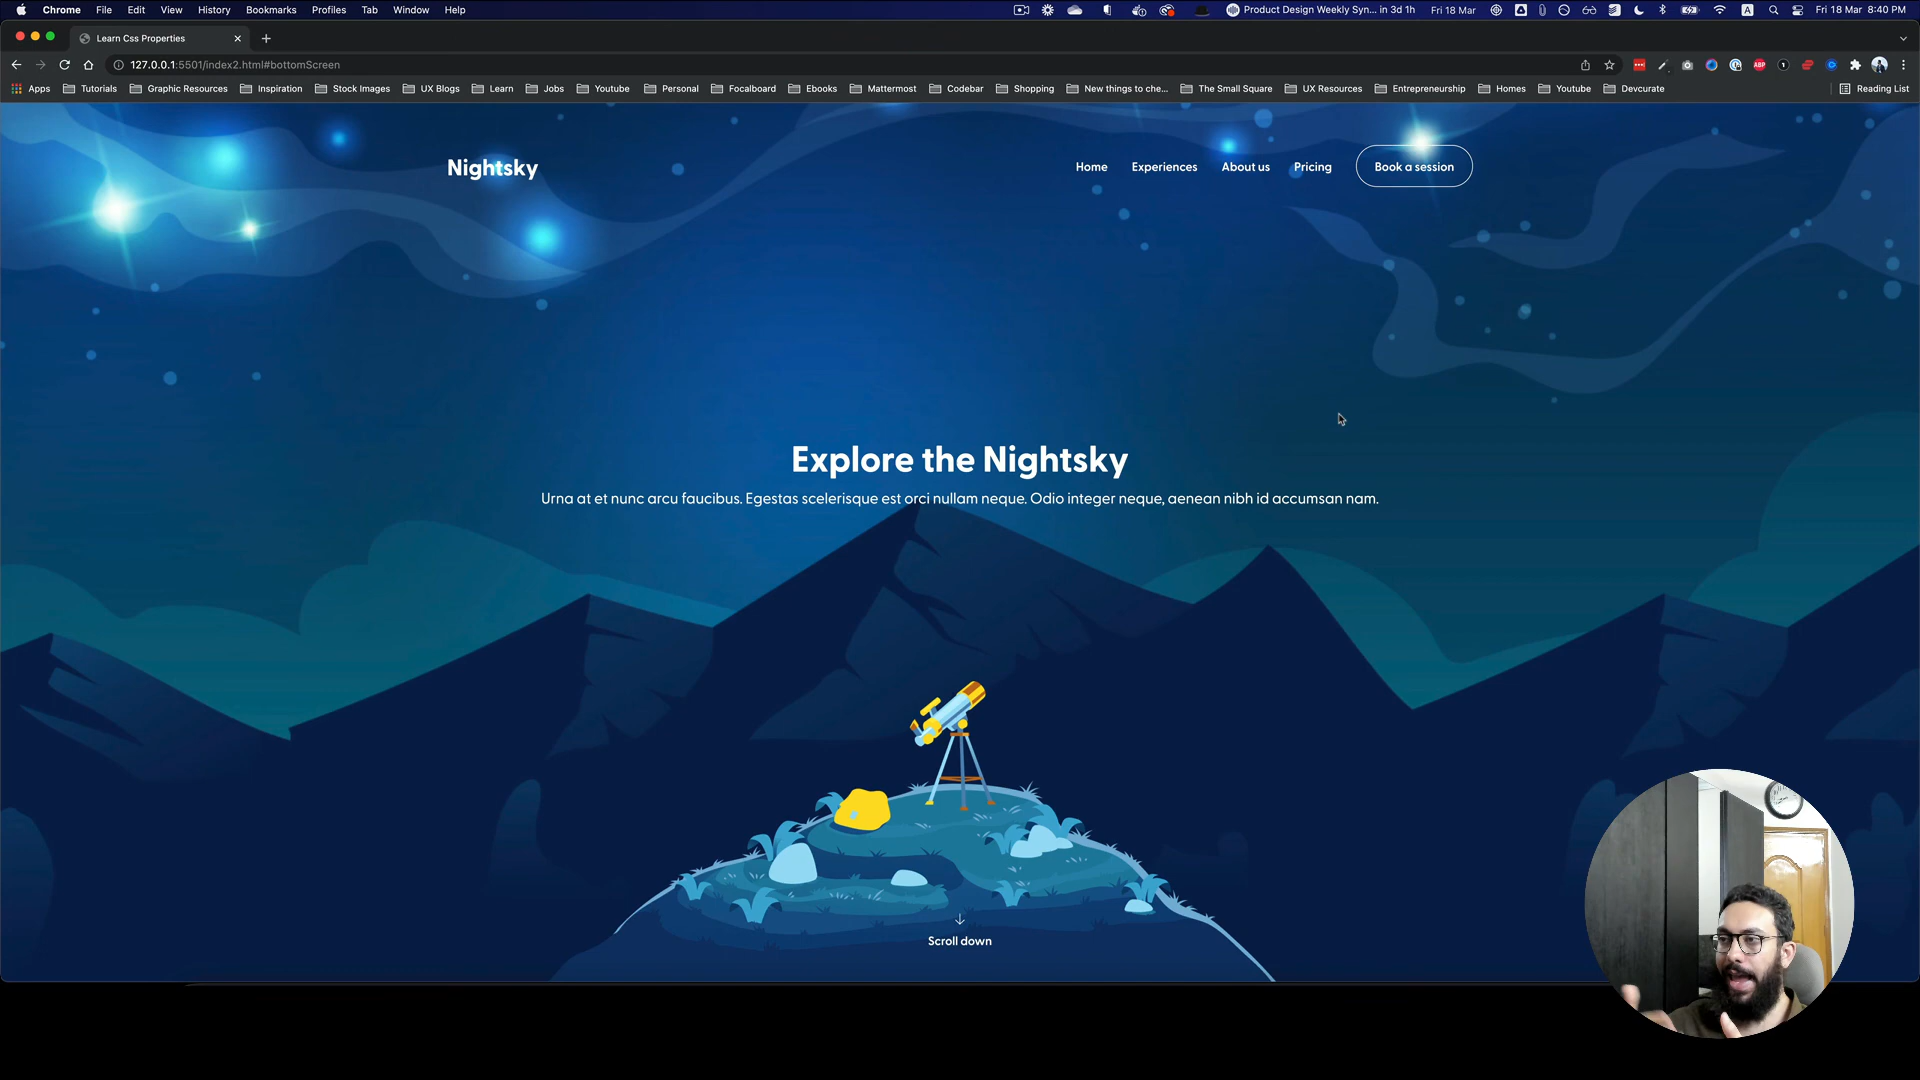 Chrome File Edit View History Bookmarks Profiles Tab Window Help
Product Design Weekly Syn... in 3d 1h Fri 18 Mar A Fri 18 Mar 8:40 PM
Learn Css Properties
127.0.0.1:5501/index2.html#bottomScreen
ABP
Apps Tutorials Graphic Resources Inspiration Stock Images UX Blogs Learn Jobs Youtube Personal Focalboard Ebooks Mattermost Codebar Shopping New things to che... The Small Square UX Resources Entrepreneurship Homes Youtube Devcurate Reading List
Nightsky Home Experiences About us Pricing Book a session
Explore the Nightsky
Urna at et nunc arcu faucibus. Egestas scelerisque est orci nullam neque. Odio integer neque, aenean nibh id accumsan nam.
Scroll down